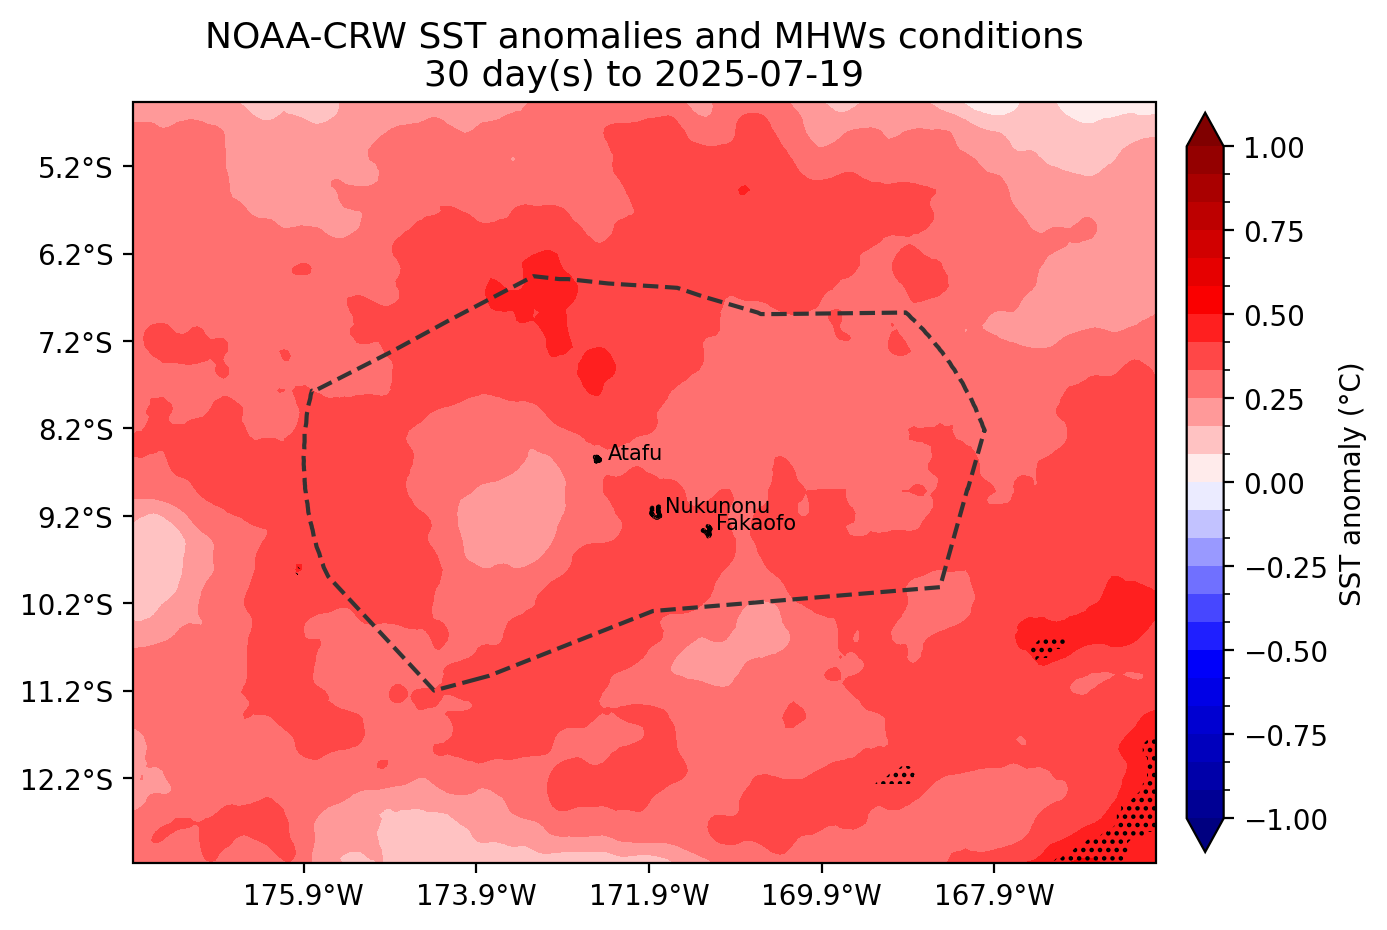 NOAA-CRW SST anomalies and MHWs conditions
30 day(s) to 2025-07-19
5.2°S
6.2°S
7.2°S
8.2°S
9.2°S
10.2°S
11.2°S
12.2°S
Atafu
Nukunonu
Fakaofo
175.9°W
173.9°W
171.9°W
169.9°W
167.9°W
1.00
0.75
0.50
0.25
0.00
−0.25
−0.50
−0.75
−1.00
SST anomaly (°C)